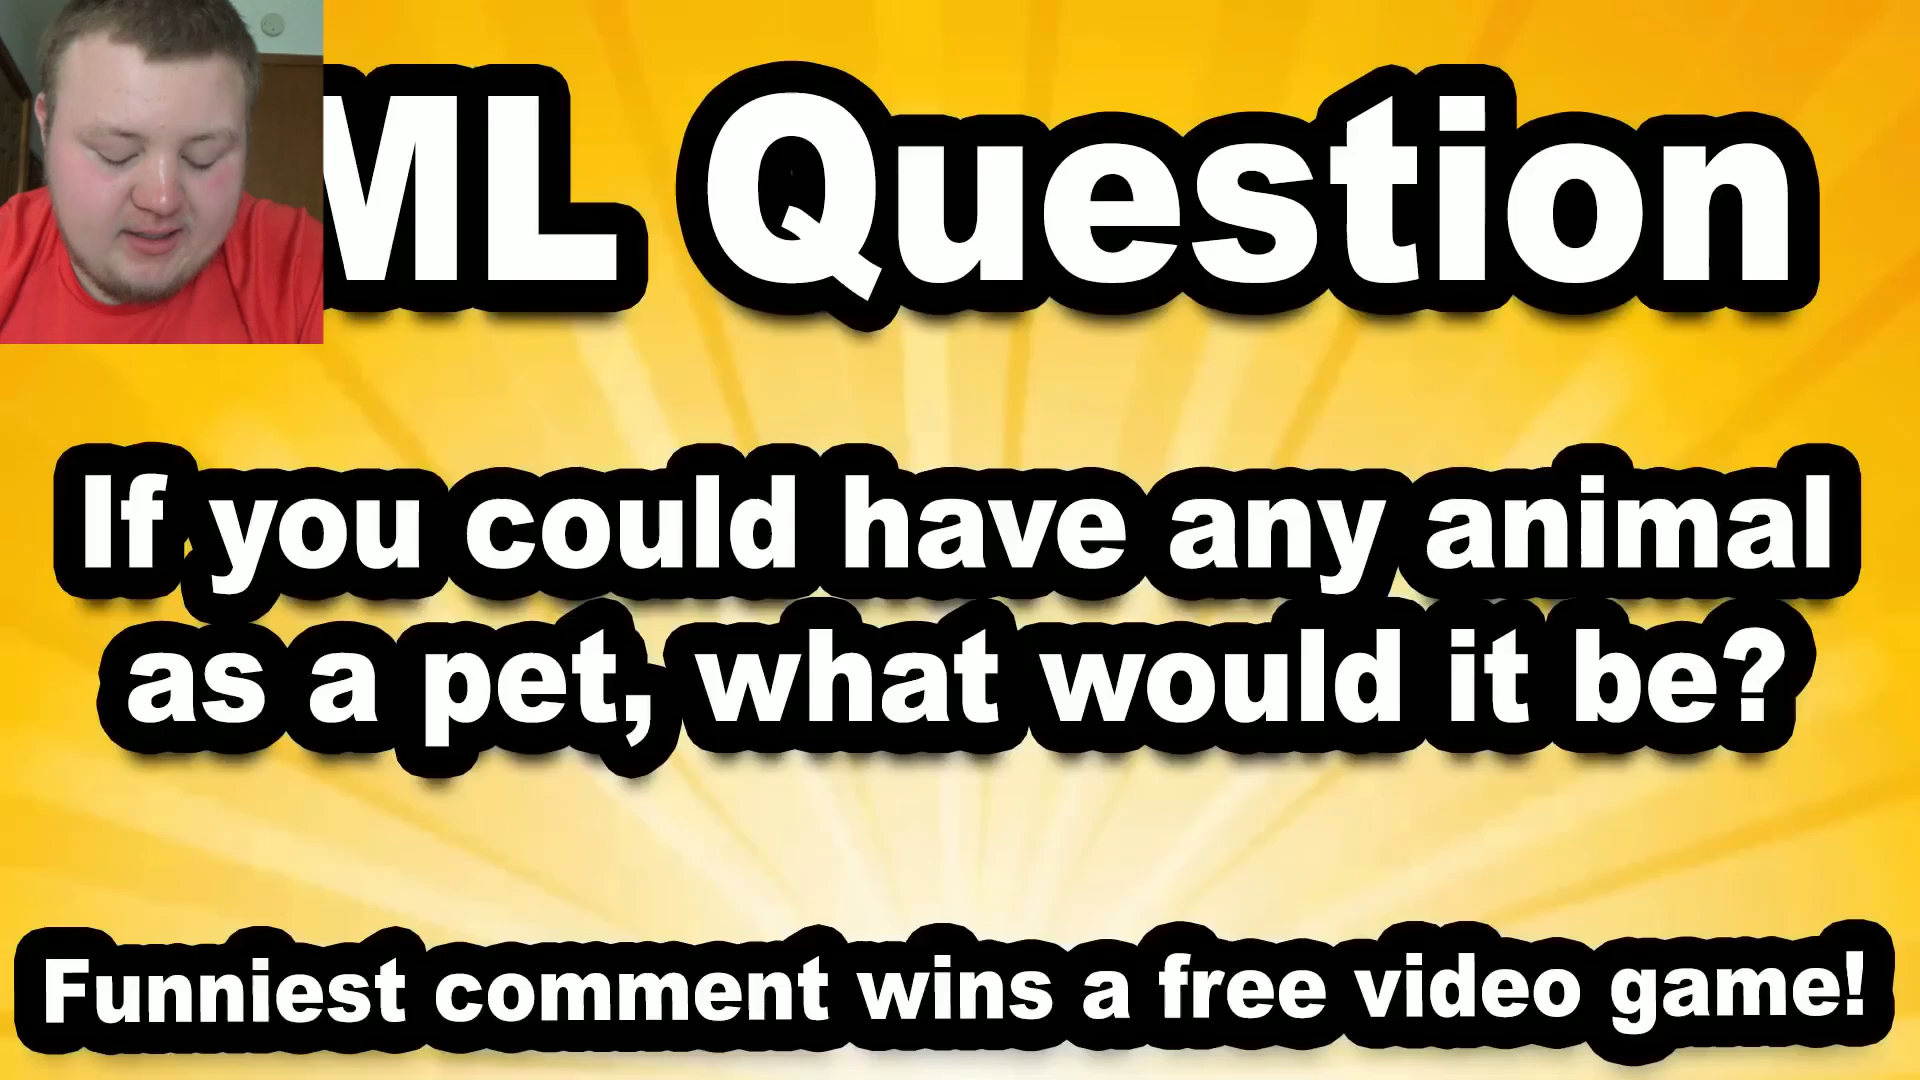 ML Question
If you could have any animal
as a pet, what would it be?
Funniest comment wins a free video game!